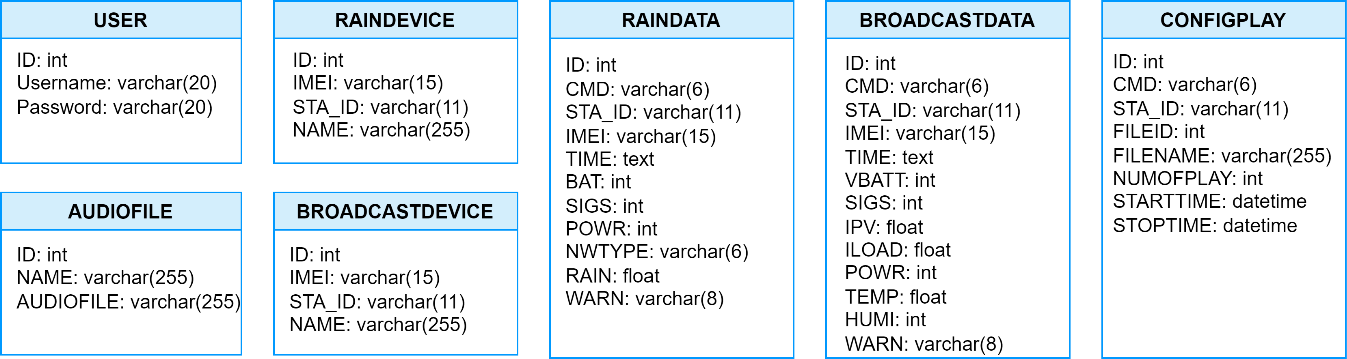 USER
ID: int
Username: varchar(20)
Password: varchar(20)
RAINDEVICE
ID: int
IMEI: varchar(15)
STA_ID: varchar(11)
NAME: varchar(255)
RAINDATA
ID: int
CMD: varchar(6)
STA_ID: varchar(11)
IMEI: varchar(15)
TIME: text
BAT: int
SIGS: int
POWR: int
NWTYPE: varchar(6)
RAIN: float
WARN: varchar(8)
BROADCASTDATA
ID: int
CMD: varchar(6)
STA_ID: varchar(11)
IMEI: varchar(15)
TIME: text
VBATT: int
SIGS: int
IPV: float
ILOAD: float
POWR: int
TEMP: float
HUMI: int
WARN: varchar(8)
CONFIGPLAY
ID: int
CMD: varchar(6)
STA_ID: varchar(11)
FILEID: int
FILENAME: varchar(255)
NUMOFPLAY: int
STARTTIME: datetime
STOPTIME: datetime
AUDIOFILE
ID: int
NAME: varchar(255)
AUDIOFILE: varchar(255)
BROADCASTDEVICE
ID: int
IMEI: varchar(15)
STA_ID: varchar(11)
NAME: varchar(255)